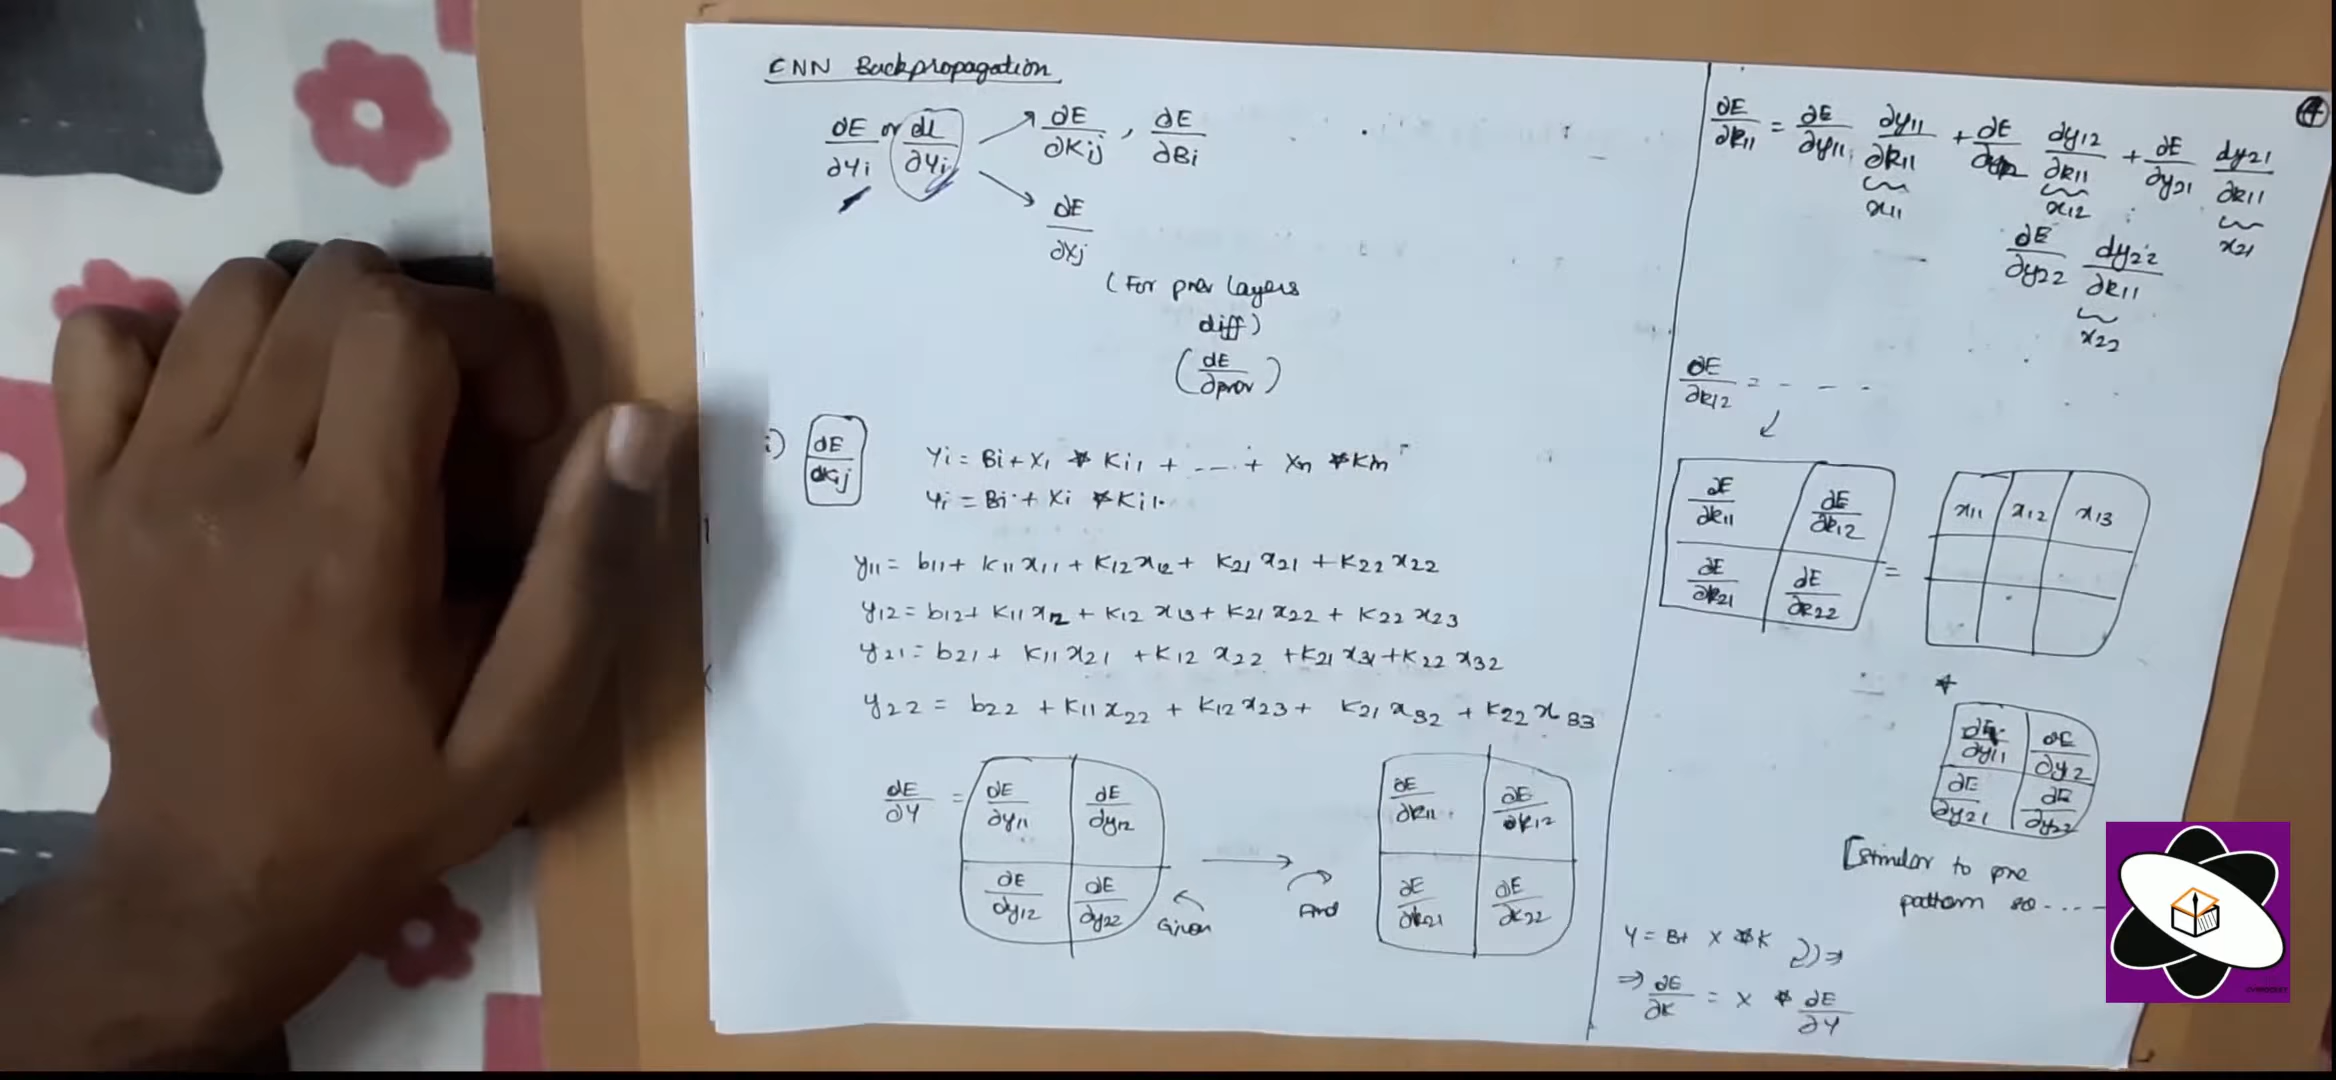 CNN Backpropagation
∂E/∂Yi or ∂L/∂Yi → ∂E/∂Kij , ∂E/∂Bi
→ ∂E/∂Xj
(For prev layers
diff)
(∂E/∂prev)
i) ∂E/∂Kij
Yi = Bi + X1 * Ki1 + ---- + Xn * Kin
Yi = Bi + Xi * Ki1.
y11 = b11 + k11 x11 + k12 x12 + k21 x21 + k22 x22
y12 = b12 + k11 x12 + k12 x13 + k21 x22 + k22 x23
y21 = b21 + k11 x21 + k12 x22 + k21 x31 + k22 x32
y22 = b22 + k11 x22 + k12 x23 + k21 x32 + k22 x33
∂E/∂Y = ∂E/∂y11 ∂E/∂y12 → ∂E/∂k11 ∂E/∂k12
∂E/∂y12 ∂E/∂y22 Given Find ∂E/∂k21 ∂E/∂k22
4
∂E/∂k11 = ∂E/∂y11 ∂y11/∂k11 + ∂E/∂y12 ∂y12/∂k11 + ∂E/∂y21 ∂y21/∂k11
x11 x12 x21
∂E/∂y22 ∂y22/∂k11
x22
∂E/∂k12 = - - -
∂E/∂k11 ∂E/∂k12 = x11 x12 x13
∂E/∂k21 ∂E/∂k22
*
∂E/∂y11 ∂E/∂y12
∂E/∂y21 ∂E/∂y22
[similar to pre
pattern so ----
Y = B + X * K ⇒
⇒ ∂E/∂K = X * ∂E/∂Y